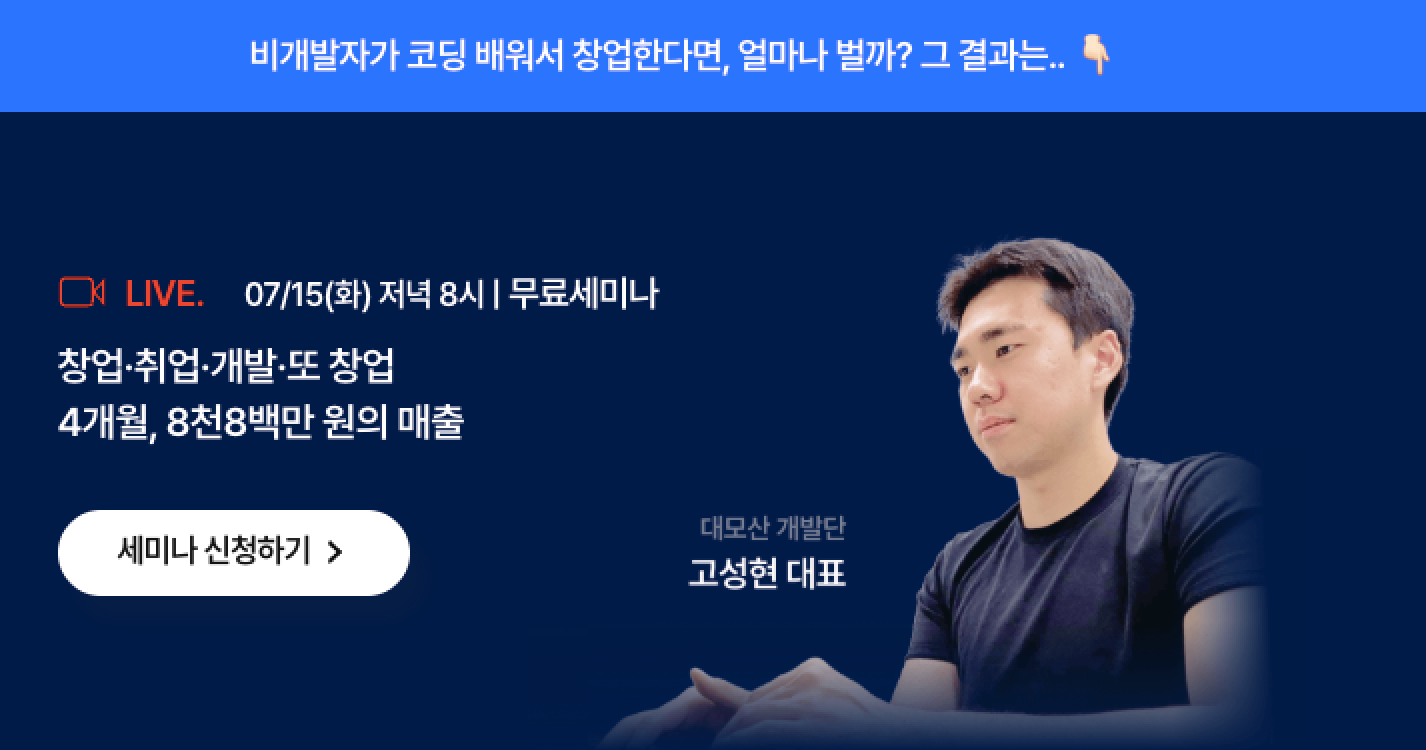 비개발자가 코딩 배워서 창업한다면, 얼마나 벌까? 그 결과는.. 👇🏻
LIVE. 07/15(화) 저녁 8시 | 무료세미나
창업·취업·개발·또 창업
4개월, 8천8백만 원의 매출
세미나 신청하기 >
대모산 개발단
고성현 대표